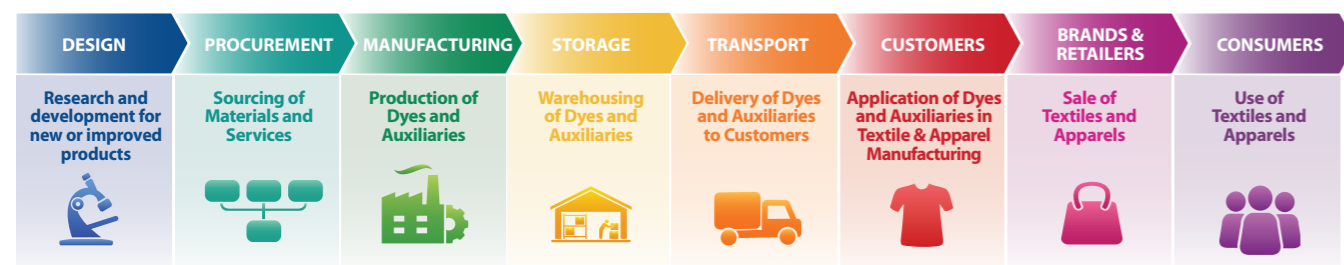 DESIGN
PROCUREMENT
MANUFACTURING
STORAGE
TRANSPORT
CUSTOMERS
BRANDS &
RETAILERS
CONSUMERS
Research and
development for
new or improved
products
Sourcing of
Materials and
Services
Production of
Dyes and
Auxiliaries
Warehousing
of Dyes and
Auxiliaries
Delivery of Dyes
and Auxiliaries
to Customers
Application of Dyes
and Auxiliaries in
Textile & Apparel
Manufacturing
Sale of
Textiles and
Apparels
Use of
Textiles and
Apparels